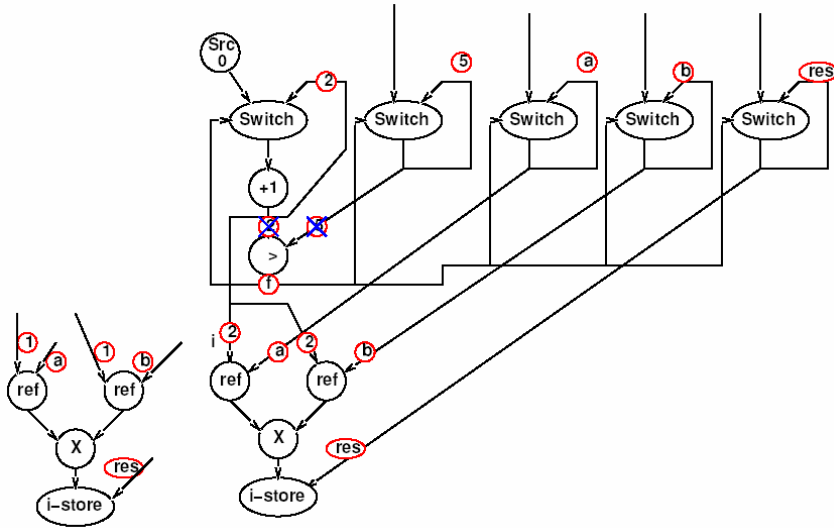 Src
0
2
5
a
b
res
Switch
Switch
Switch
Switch
Switch
+1
2
5
>
f
i
2
2
a
b
1
a
1
b
ref
ref
ref
ref
X
X
res
res
i-store
i-store